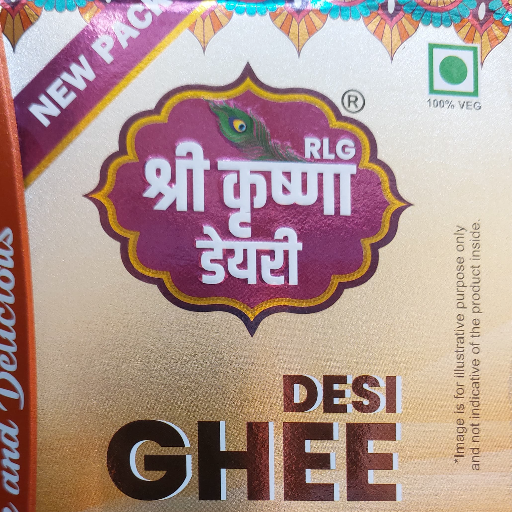 NEW PACK
100% VEG
®
RLG
श्री कृष्णा
डेयरी
DESI
GHEE
*Image is for illustrative purpose only
and not indicative of the product inside.
and Delicious